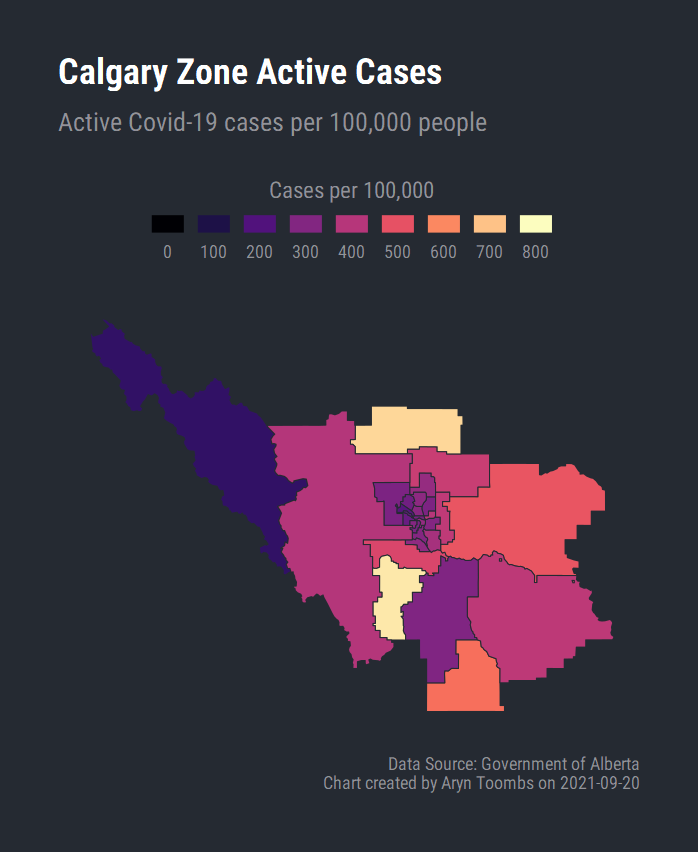 Calgary Zone Active Cases
Active Covid-19 cases per 100,000 people
Cases per 100,000
0 100 200 300 400 500 600 700 800
Data Source: Government of Alberta
Chart created by Aryn Toombs on 2021-09-20